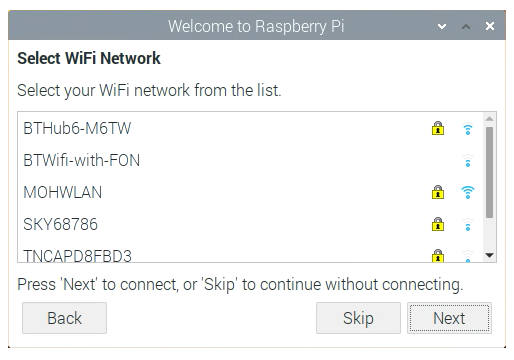 Welcome to Raspberry Pi
Select WiFi Network
Select your WiFi network from the list.
BTHub6-M6TW
BTWifi-with-FON
MOHWLAN
SKY68786
TNCAPD8FBD3
Press 'Next' to connect, or 'Skip' to continue without connecting.
Back Skip Next